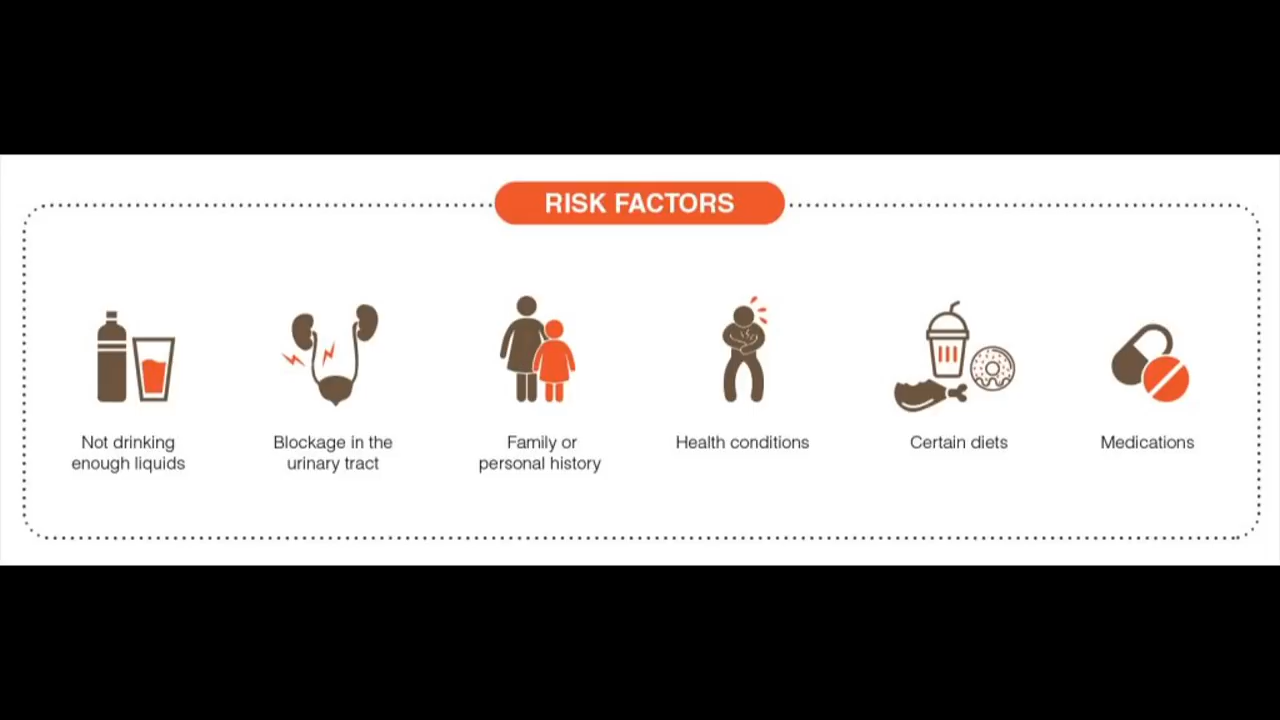 RISK FACTORS
Not drinking
enough liquids
Blockage in the
urinary tract
Family or
personal history
Health conditions
Certain diets
Medications